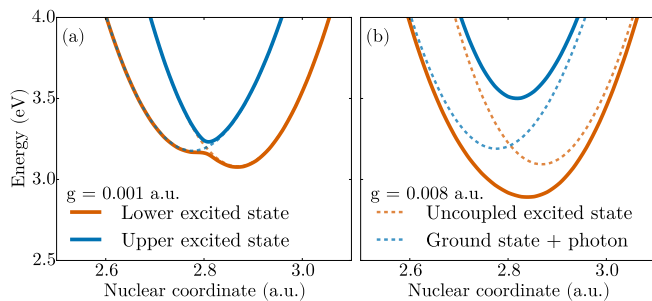 4.0
3.5
3.0
2.5
Energy (eV)
(a)
g = 0.001 a.u.
Lower excited state
Upper excited state
2.6 2.8 3.0
Nuclear coordinate (a.u.)
(b)
g = 0.008 a.u.
Uncoupled excited state
Ground state + photon
2.6 2.8 3.0
Nuclear coordinate (a.u.)